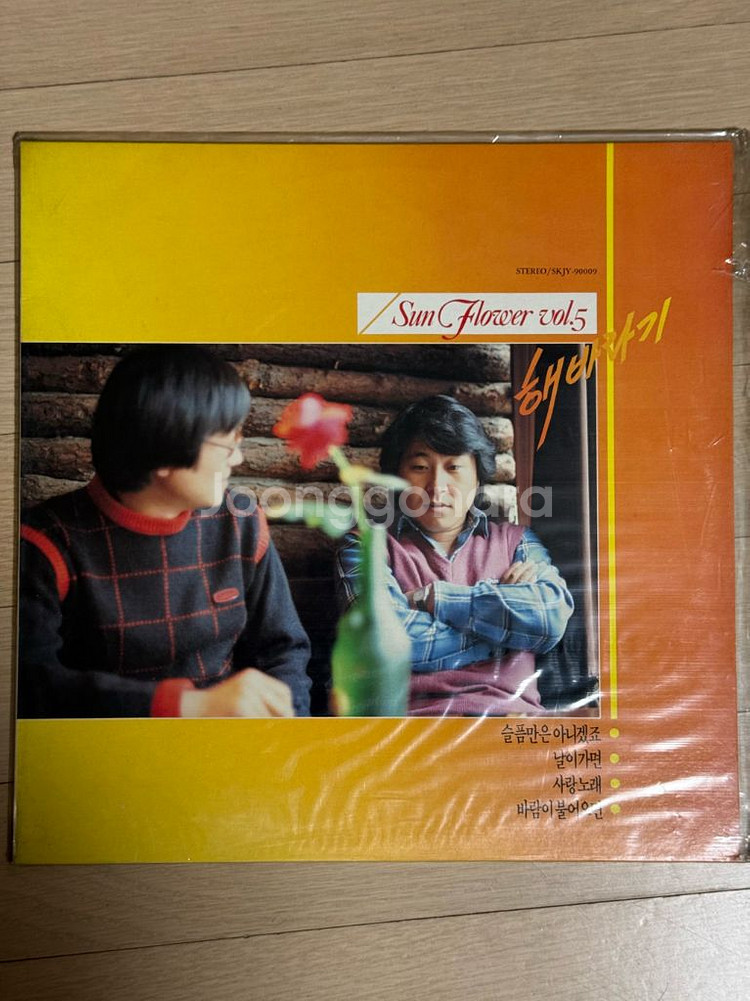 STEREO/SKJY-90009
Sun Flower vol.5
해바라기
Joonggonara
슬픔만은 아니겠죠
날이가면
사랑노래
바람이 불어오면